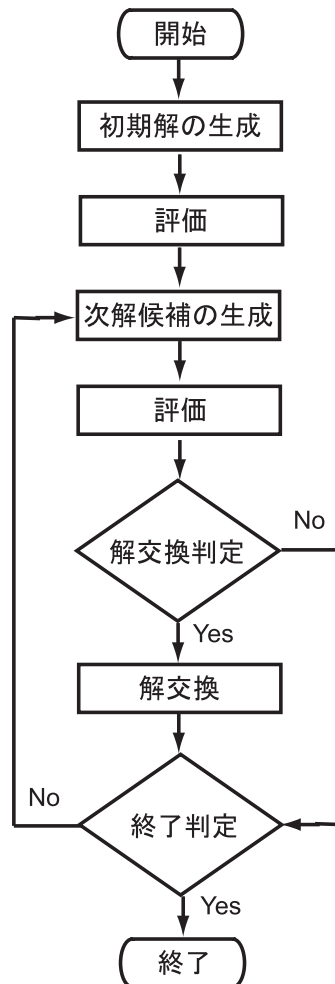 開始
初期解の生成
評価
次解候補の生成
評価
解交換判定
No
Yes
解交換
終了判定
No
Yes
終了